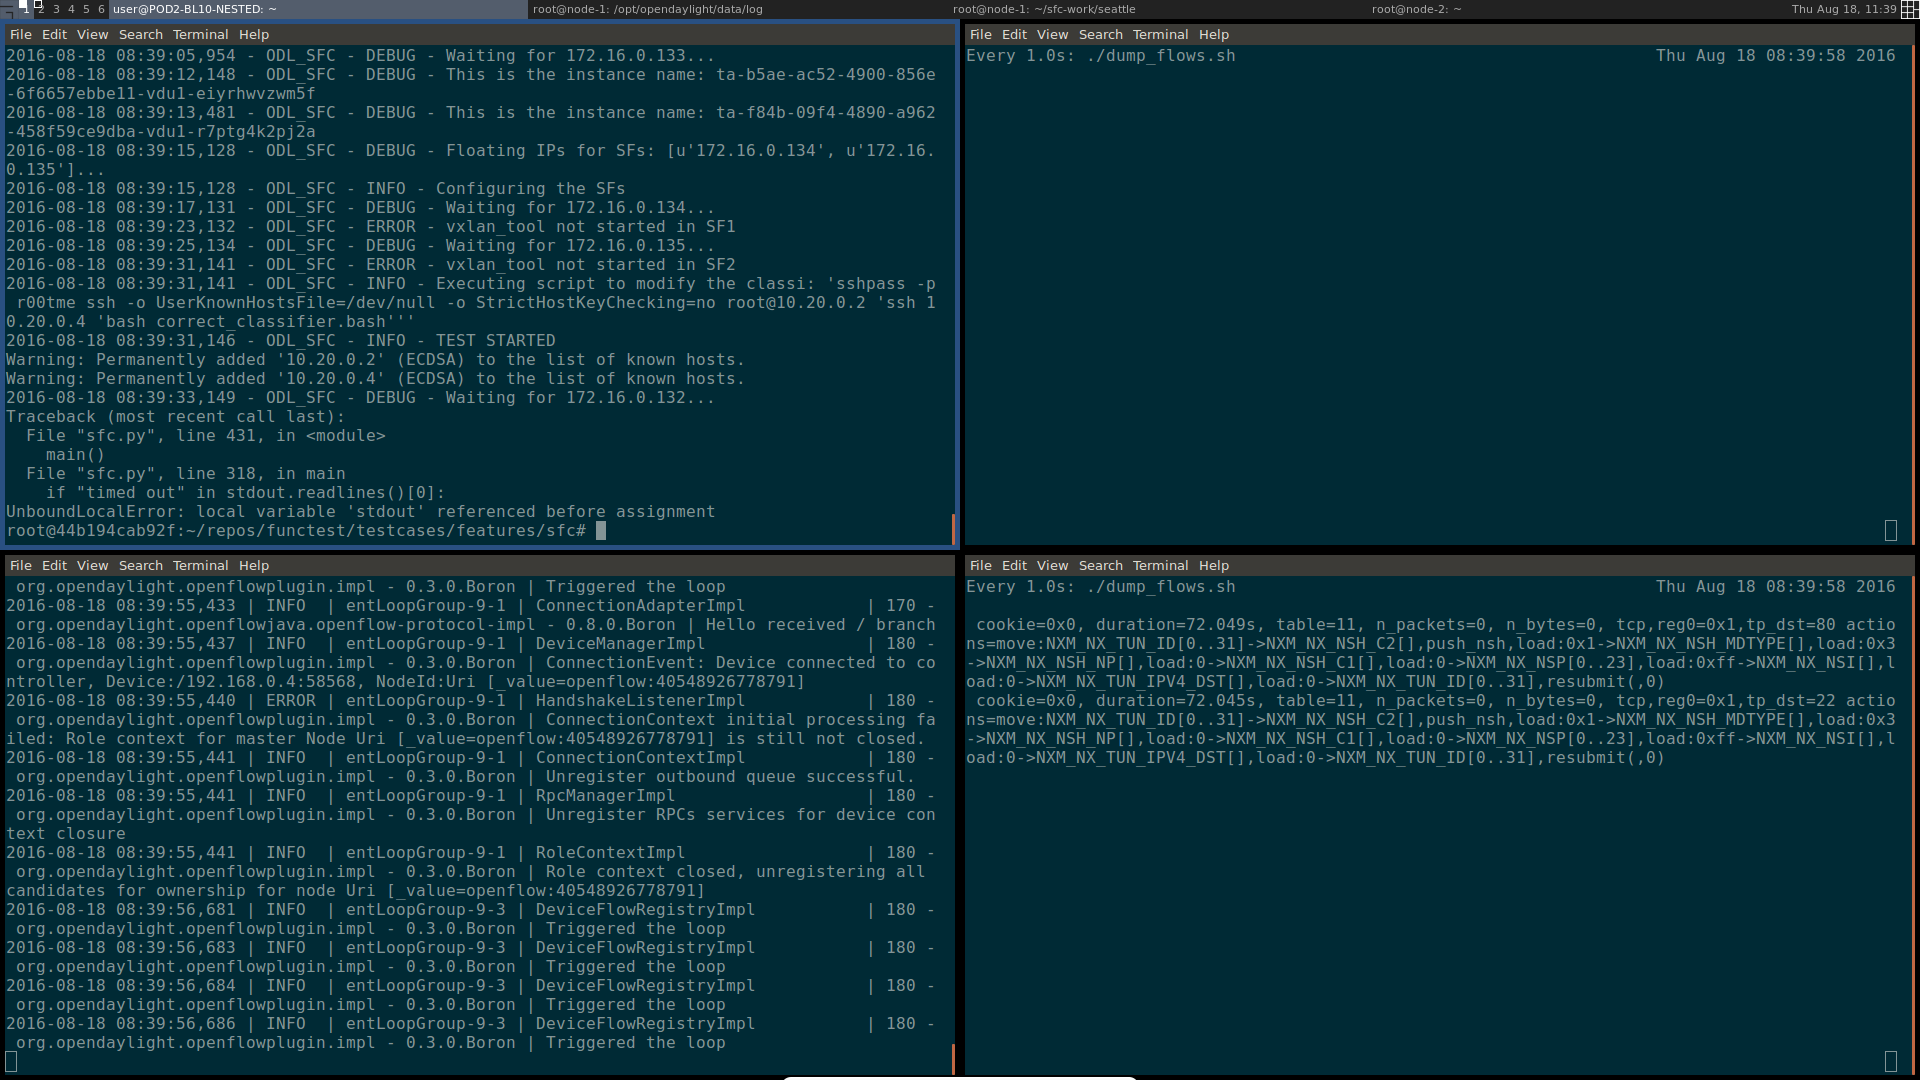 1 2 3 4 5 6 user@POD2-BL10-NESTED: ~ root@node-1: /opt/opendaylight/data/log root@node-1: ~/sfc-work/seattle root@node-2: ~ Thu Aug 18, 11:39
File Edit View Search Terminal Help
2016-08-18 08:39:05,954 - ODL_SFC - DEBUG - Waiting for 172.16.0.133...
2016-08-18 08:39:12,148 - ODL_SFC - DEBUG - This is the instance name: ta-b5ae-ac52-4900-856e
-6f6657ebbe11-vdu1-eiyrhwvzwm5f
2016-08-18 08:39:13,481 - ODL_SFC - DEBUG - This is the instance name: ta-f84b-09f4-4890-a962
-458f59ce9dba-vdu1-r7ptg4k2pj2a
2016-08-18 08:39:15,128 - ODL_SFC - DEBUG - Floating IPs for SFs: [u'172.16.0.134', u'172.16.
0.135']...
2016-08-18 08:39:15,128 - ODL_SFC - INFO - Configuring the SFs
2016-08-18 08:39:17,131 - ODL_SFC - DEBUG - Waiting for 172.16.0.134...
2016-08-18 08:39:23,132 - ODL_SFC - ERROR - vxlan_tool not started in SF1
2016-08-18 08:39:25,134 - ODL_SFC - DEBUG - Waiting for 172.16.0.135...
2016-08-18 08:39:31,141 - ODL_SFC - ERROR - vxlan_tool not started in SF2
2016-08-18 08:39:31,141 - ODL_SFC - INFO - Executing script to modify the classi: 'sshpass -p
 r00tme ssh -o UserKnownHostsFile=/dev/null -o StrictHostKeyChecking=no root@10.20.0.2 'ssh 1
0.20.0.4 'bash correct_classifier.bash'''
2016-08-18 08:39:31,146 - ODL_SFC - INFO - TEST STARTED
Warning: Permanently added '10.20.0.2' (ECDSA) to the list of known hosts.
Warning: Permanently added '10.20.0.4' (ECDSA) to the list of known hosts.
2016-08-18 08:39:33,149 - ODL_SFC - DEBUG - Waiting for 172.16.0.132...
Traceback (most recent call last):
  File "sfc.py", line 431, in <module>
    main()
  File "sfc.py", line 318, in main
    if "timed out" in stdout.readlines()[0]:
UnboundLocalError: local variable 'stdout' referenced before assignment
root@44b194cab92f:~/repos/functest/testcases/features/sfc#
File Edit View Search Terminal Help
Every 1.0s: ./dump_flows.sh Thu Aug 18 08:39:58 2016
File Edit View Search Terminal Help
 org.opendaylight.openflowplugin.impl - 0.3.0.Boron | Triggered the loop
2016-08-18 08:39:55,433 | INFO  | entLoopGroup-9-1 | ConnectionAdapterImpl            | 170 -
 org.opendaylight.openflowjava.openflow-protocol-impl - 0.8.0.Boron | Hello received / branch
2016-08-18 08:39:55,437 | INFO  | entLoopGroup-9-1 | DeviceManagerImpl                | 180 -
 org.opendaylight.openflowplugin.impl - 0.3.0.Boron | ConnectionEvent: Device connected to co
ntroller, Device:/192.168.0.4:58568, NodeId:Uri [_value=openflow:40548926778791]
2016-08-18 08:39:55,440 | ERROR | entLoopGroup-9-1 | HandshakeListenerImpl            | 180 -
 org.opendaylight.openflowplugin.impl - 0.3.0.Boron | ConnectionContext initial processing fa
iled: Role context for master Node Uri [_value=openflow:40548926778791] is still not closed.
2016-08-18 08:39:55,441 | INFO  | entLoopGroup-9-1 | ConnectionContextImpl            | 180 -
 org.opendaylight.openflowplugin.impl - 0.3.0.Boron | Unregister outbound queue successful.
2016-08-18 08:39:55,441 | INFO  | entLoopGroup-9-1 | RpcManagerImpl                   | 180 -
 org.opendaylight.openflowplugin.impl - 0.3.0.Boron | Unregister RPCs services for device con
text closure
2016-08-18 08:39:55,441 | INFO  | entLoopGroup-9-1 | RoleContextImpl                  | 180 -
 org.opendaylight.openflowplugin.impl - 0.3.0.Boron | Role context closed, unregistering all
candidates for ownership for node Uri [_value=openflow:40548926778791]
2016-08-18 08:39:56,681 | INFO  | entLoopGroup-9-3 | DeviceFlowRegistryImpl           | 180 -
 org.opendaylight.openflowplugin.impl - 0.3.0.Boron | Triggered the loop
2016-08-18 08:39:56,683 | INFO  | entLoopGroup-9-3 | DeviceFlowRegistryImpl           | 180 -
 org.opendaylight.openflowplugin.impl - 0.3.0.Boron | Triggered the loop
2016-08-18 08:39:56,684 | INFO  | entLoopGroup-9-3 | DeviceFlowRegistryImpl           | 180 -
 org.opendaylight.openflowplugin.impl - 0.3.0.Boron | Triggered the loop
2016-08-18 08:39:56,686 | INFO  | entLoopGroup-9-3 | DeviceFlowRegistryImpl           | 180 -
 org.opendaylight.openflowplugin.impl - 0.3.0.Boron | Triggered the loop
File Edit View Search Terminal Help
Every 1.0s: ./dump_flows.sh Thu Aug 18 08:39:58 2016
 cookie=0x0, duration=72.049s, table=11, n_packets=0, n_bytes=0, tcp,reg0=0x1,tp_dst=80 actio
ns=move:NXM_NX_TUN_ID[0..31]->NXM_NX_NSH_C2[],push_nsh,load:0x1->NXM_NX_NSH_MDTYPE[],load:0x3
->NXM_NX_NSH_NP[],load:0->NXM_NX_NSH_C1[],load:0->NXM_NX_NSP[0..23],load:0xff->NXM_NX_NSI[],l
oad:0->NXM_NX_TUN_IPV4_DST[],load:0->NXM_NX_TUN_ID[0..31],resubmit(,0)
 cookie=0x0, duration=72.045s, table=11, n_packets=0, n_bytes=0, tcp,reg0=0x1,tp_dst=22 actio
ns=move:NXM_NX_TUN_ID[0..31]->NXM_NX_NSH_C2[],push_nsh,load:0x1->NXM_NX_NSH_MDTYPE[],load:0x3
->NXM_NX_NSH_NP[],load:0->NXM_NX_NSH_C1[],load:0->NXM_NX_NSP[0..23],load:0xff->NXM_NX_NSI[],l
oad:0->NXM_NX_TUN_IPV4_DST[],load:0->NXM_NX_TUN_ID[0..31],resubmit(,0)